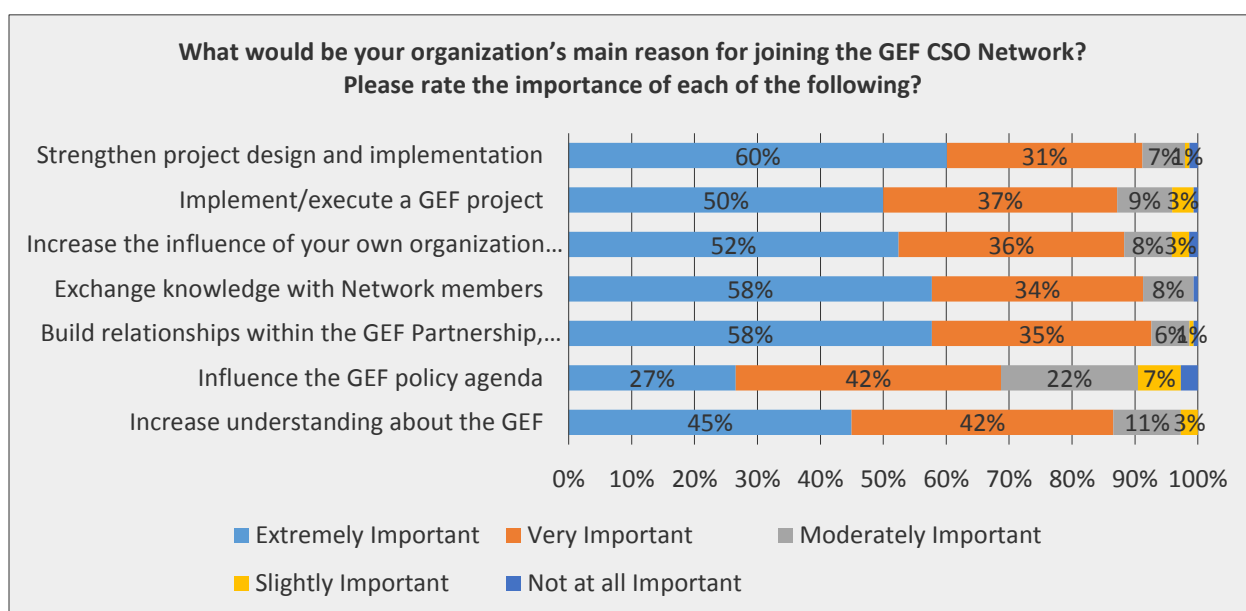 What would be your organization's main reason for joining the GEF CSO Network?
Please rate the importance of each of the following?
Strengthen project design and implementation 60% 31% 7% 1% 1%
Implement/execute a GEF project 50% 37% 9% 3%
Increase the influence of your own organization... 52% 36% 8% 3%
Exchange knowledge with Network members 58% 34% 8%
Build relationships within the GEF Partnership,... 58% 35% 6% 1% 1%
Influence the GEF policy agenda 27% 42% 22% 7%
Increase understanding about the GEF 45% 42% 11% 3%
0% 10% 20% 30% 40% 50% 60% 70% 80% 90% 100%
Extremely Important Very Important Moderately Important
Slightly Important Not at all Important